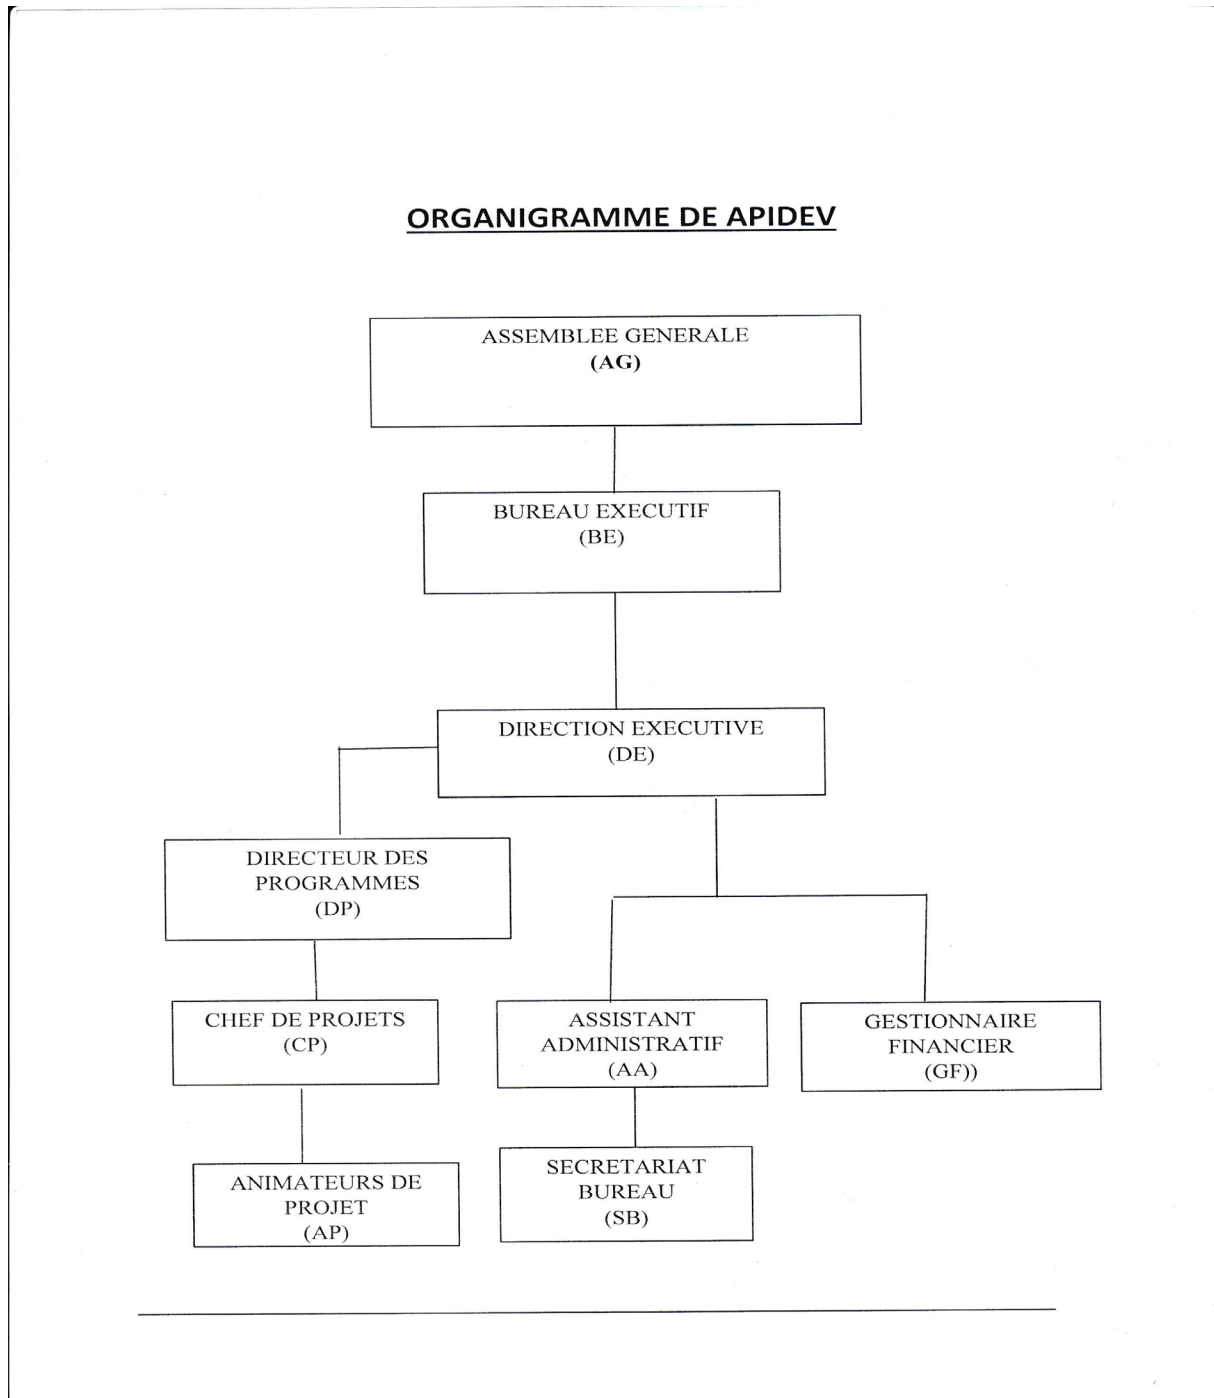 ORGANIGRAMME DE APIDEV
ASSEMBLEE GENERALE
(AG)
BUREAU EXECUTIF
(BE)
DIRECTION EXECUTIVE
(DE)
DIRECTEUR DES
PROGRAMMES
(DP)
CHEF DE PROJETS
(CP)
ASSISTANT
ADMINISTRATIF
(AA)
GESTIONNAIRE
FINANCIER
(GF))
ANIMATEURS DE
PROJET
(AP)
SECRETARIAT
BUREAU
(SB)